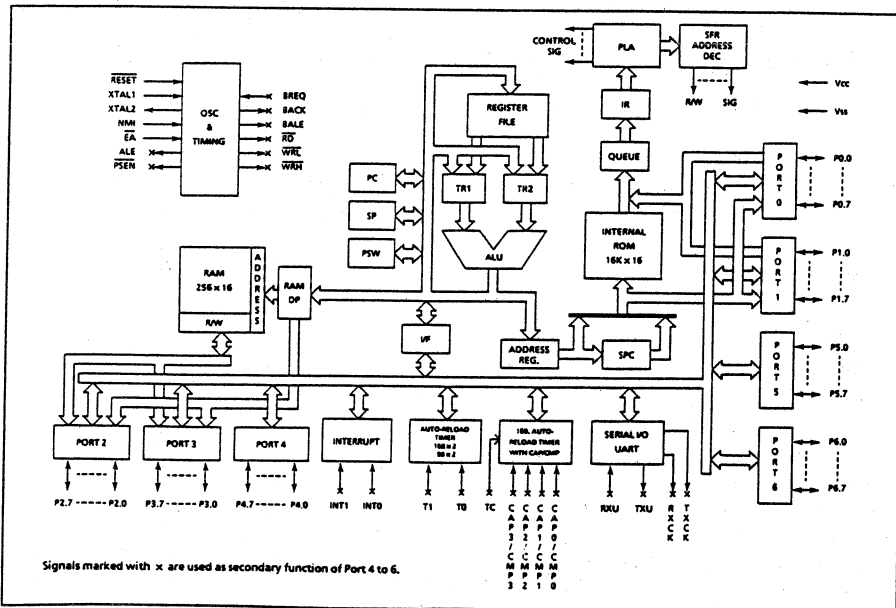 CONTROL SIG
PLA
SFR ADDRESS DEC
R/W
SIG
Vcc
Vss
RESET
XTAL1
XTAL2
NMI
EA
ALE
PSEN
OSC & TIMING
BREQ
BACK
BALE
RD
WRL
WRH
REGISTER FILE
IR
QUEUE
PC
SP
PSW
TR1
TR2
ALU
INTERNAL ROM 16K x 16
PORT 0
P0.0
P0.7
PORT 1
P1.0
P1.7
RAM 256 x 16
R/W
ADDRESS
RAM DP
I/F
ADDRESS REG.
SPC
PORT 5
P5.0
P5.7
PORT 2
PORT 3
PORT 4
INTERRUPT
AUTO-RELOAD
TIMER
AUTO-
RELOAD TIMER
WITH CAP/CMP
SERIAL I/O
UART
PORT 6
P6.0
P6.7
P2.7
P2.0
P3.7
P3.0
P4.7
P4.0
INT1
INT0
T1
T0
TC
CAP3/CMP3
CAP2/CMP2
CAP1/CMP1
CAP0/CMP0
RXU
TXU
RXCK
TXCK
Signals marked with x are used as secondary function of Port 4 to 6.